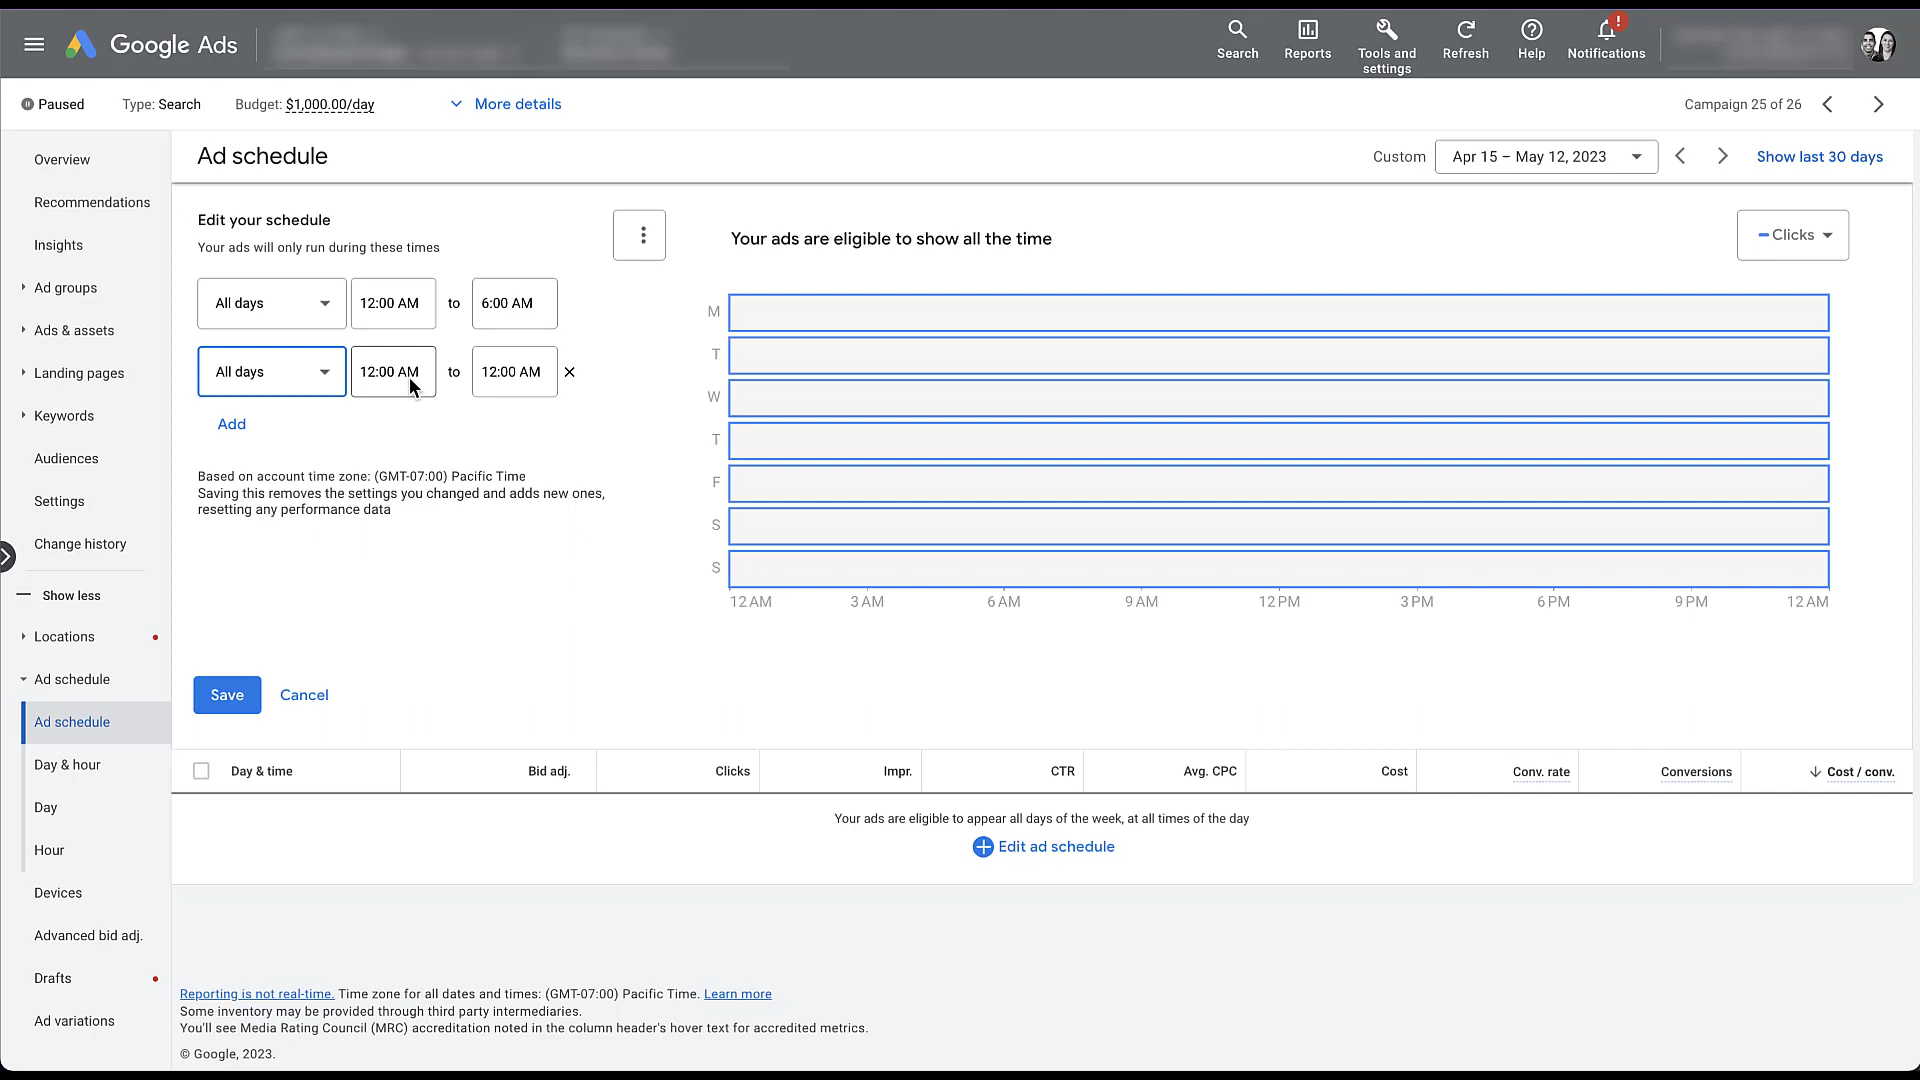 Google Ads
Search
Reports
Tools and settings
Refresh
Help
!
Notifications
Paused
Type: Search
Budget: $1,000.00/day
More details
Campaign 25 of 26
Overview
Recommendations
Insights
Ad groups
Ads & assets
Landing pages
Keywords
Audiences
Settings
Change history
Show less
Locations
Ad schedule
Ad schedule
Day & hour
Day
Hour
Devices
Advanced bid adj.
Drafts
Ad variations
Ad schedule
Custom
Apr 15 – May 12, 2023
Show last 30 days
Edit your schedule
Your ads will only run during these times
All days 12:00 AM to 6:00 AM
All days 12:00 AM to 12:00 AM
Add
Based on account time zone: (GMT-07:00) Pacific Time
Saving this removes the settings you changed and adds new ones,
resetting any performance data
Save
Cancel
Your ads are eligible to show all the time
Clicks
M
T
W
T
F
S
S
12 AM 3 AM 6 AM 9 AM 12 PM 3 PM 6 PM 9 PM 12 AM
Day & time Bid adj. Clicks Impr. CTR Avg. CPC Cost Conv. rate Conversions Cost / conv.
Your ads are eligible to appear all days of the week, at all times of the day
Edit ad schedule
Reporting is not real-time. Time zone for all dates and times: (GMT-07:00) Pacific Time. Learn more
Some inventory may be provided through third party intermediaries.
You'll see Media Rating Council (MRC) accreditation noted in the column header's hover text for accredited metrics.
© Google, 2023.